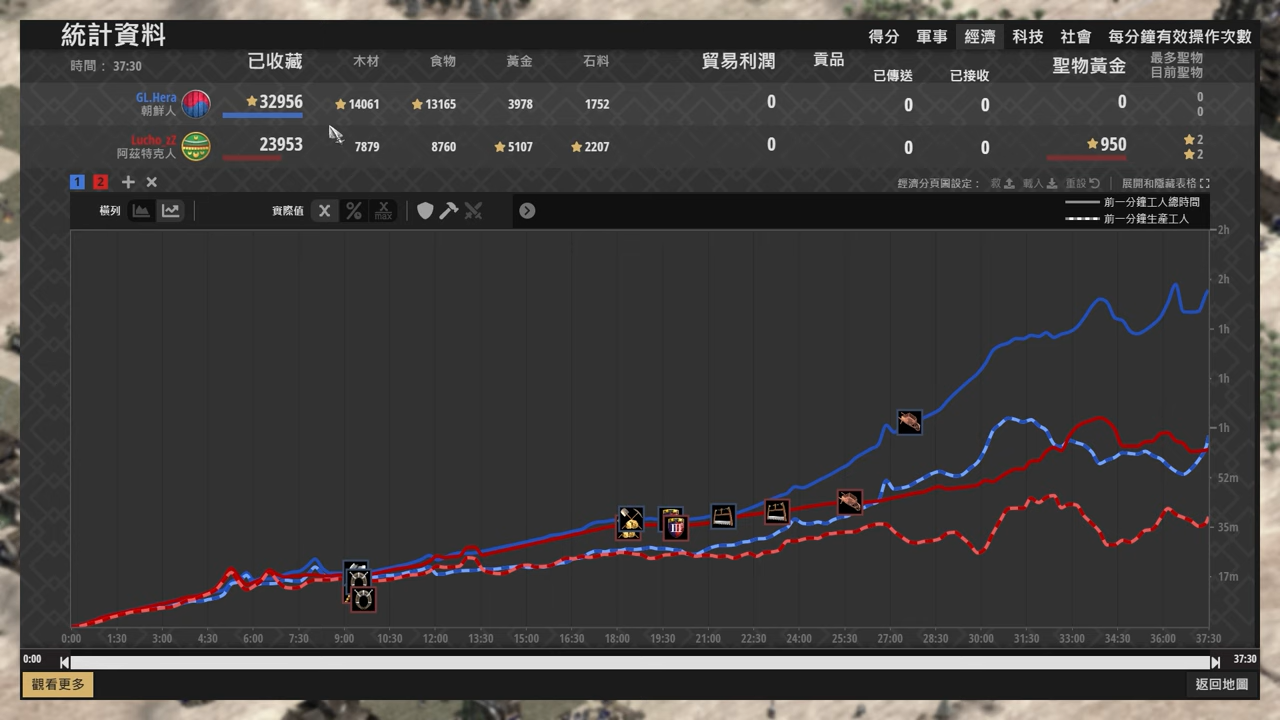 統計資料
得分 軍事 經濟 科技 社會 每分鐘有效操作次數
時間： 37:30 已收藏 木材 食物 黃金 石料 貿易利潤 貢品 已傳送 已接收 聖物黃金 最多聖物
目前聖物
GL.Hera 32956 14061 13165 3978 1752 0 0 0 0 0
朝鮮人 0
Lucho_zZ 23953 7879 8760 5107 2207 0 0 0 950 2
阿茲特克人 2
1 2 + × 經濟分頁圖設定： 載入 重設 展開和隱藏表格
橫列 實際值 X % X max 前一分鐘工人總時間
前一分鐘生產工人
2h
2h
1h
1h
1h
52m
35m
17m
III
0:00 1:30 3:00 4:30 6:00 7:30 9:00 10:30 12:00 13:30 15:00 16:30 18:00 19:30 21:00 22:30 24:00 25:30 27:00 28:30 30:00 31:30 33:00 34:30 36:00 37:30
0:00 37:30
觀看更多 返回地圖